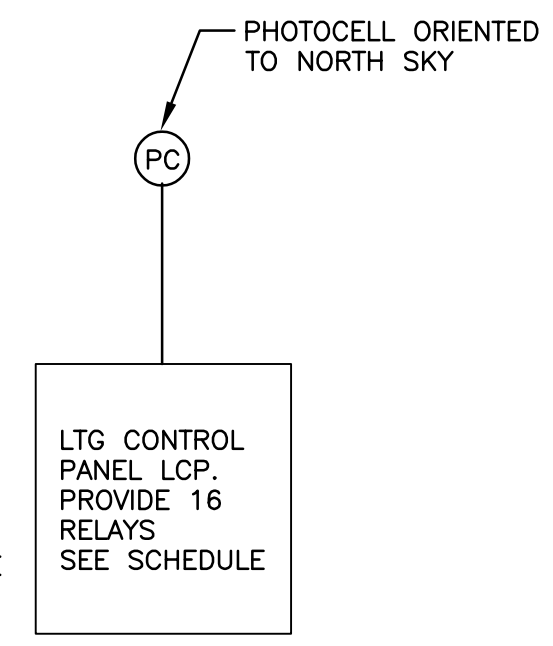 PHOTOCELL ORIENTED
TO NORTH SKY
PC
LTG CONTROL
PANEL LCP.
PROVIDE 16
RELAYS
SEE SCHEDULE